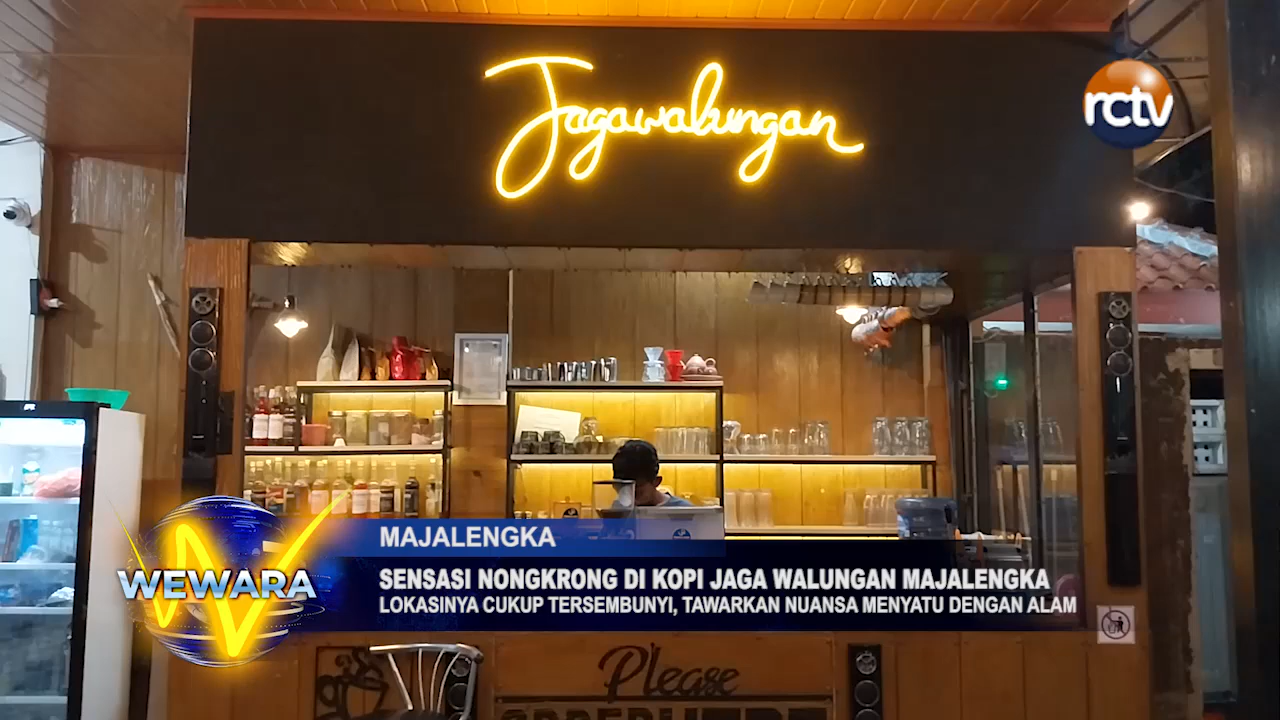 Jagawalungan
rctv
MAJALENGKA
WEWARA
SENSASI NONGKRONG DI KOPI JAGA WALUNGAN MAJALENGKA
LOKASINYA CUKUP TERSEMBUNYI, TAWARKAN NUANSA MENYATU DENGAN ALAM
Please